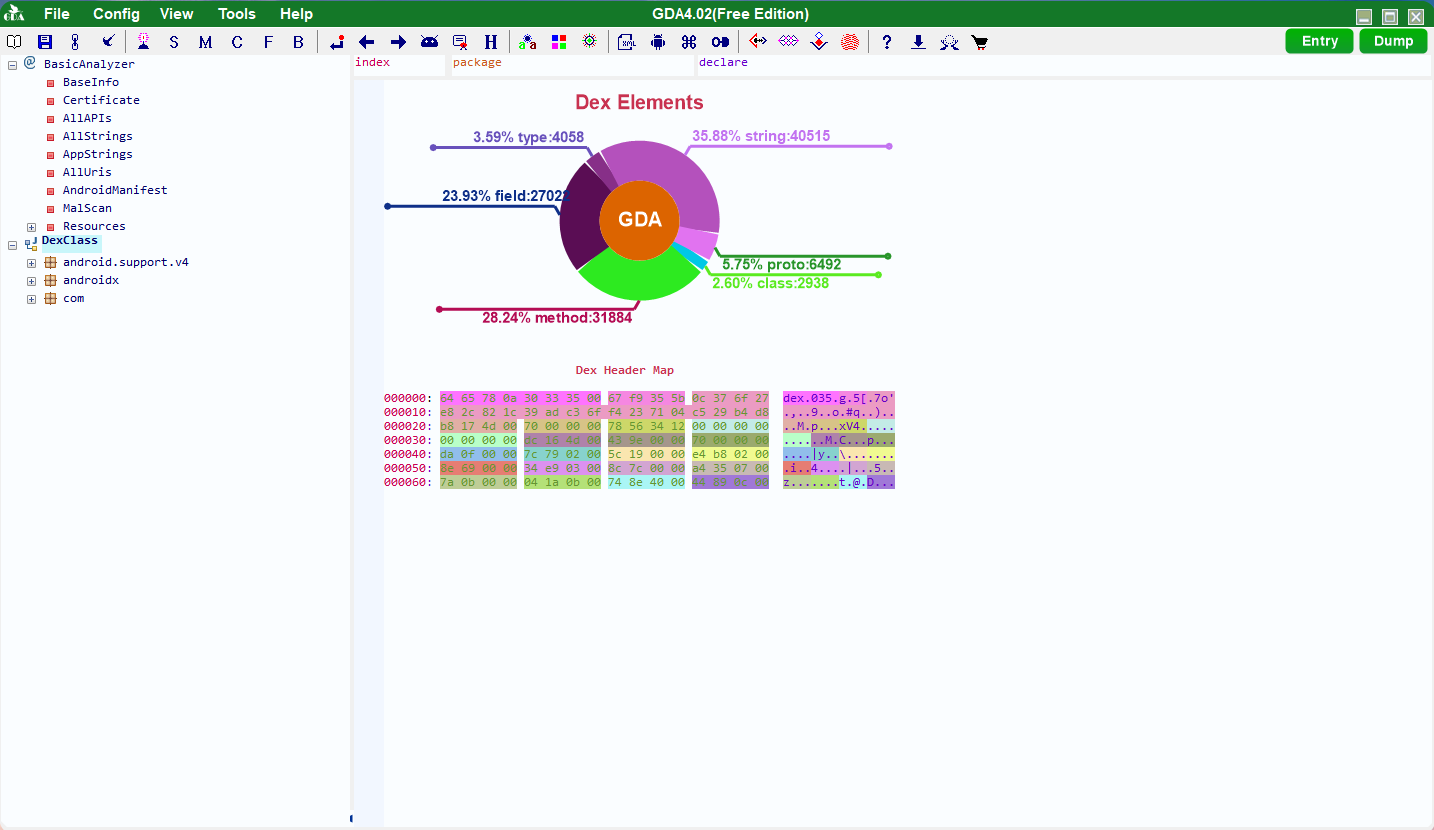 GDA File Config View Tools Help GDA4.02(Free Edition)
S M C F B H a a XML ? Entry Dump
index package declare
@ BasicAnalyzer
BaseInfo
Certificate
AllAPIs
AllStrings
AppStrings
AllUris
AndroidManifest
MalScan
Resources
DexClass
android.support.v4
androidx
com
Dex Elements
3.59% type:4058
35.88% string:40515
23.93% field:27022
GDA
5.75% proto:6492
2.60% class:2938
28.24% method:31884
Dex Header Map
000000: 64 65 78 0a 30 33 35 00 67 f9 35 5b 0c 37 6f 27 dex.035.g.5[.7o'
000010: e8 2c 82 1c 39 ad c3 6f f4 23 71 04 c5 29 b4 d8 .,..9..o.#q..)..
000020: b8 17 4d 00 70 00 00 00 78 56 34 12 00 00 00 00 ..M.p...xV4.....
000030: 00 00 00 00 dc 16 4d 00 43 9e 00 00 70 00 00 00 ......M.C...p...
000040: da 0f 00 00 7c 79 02 00 5c 19 00 00 e4 b8 02 00 ....|y..\.......
000050: 8e 69 00 00 34 e9 03 00 8c 7c 00 00 a4 35 07 00 .i..4....|...5..
000060: 7a 0b 00 00 04 1a 0b 00 74 8e 40 00 44 89 0c 00 z.......t.@.D...